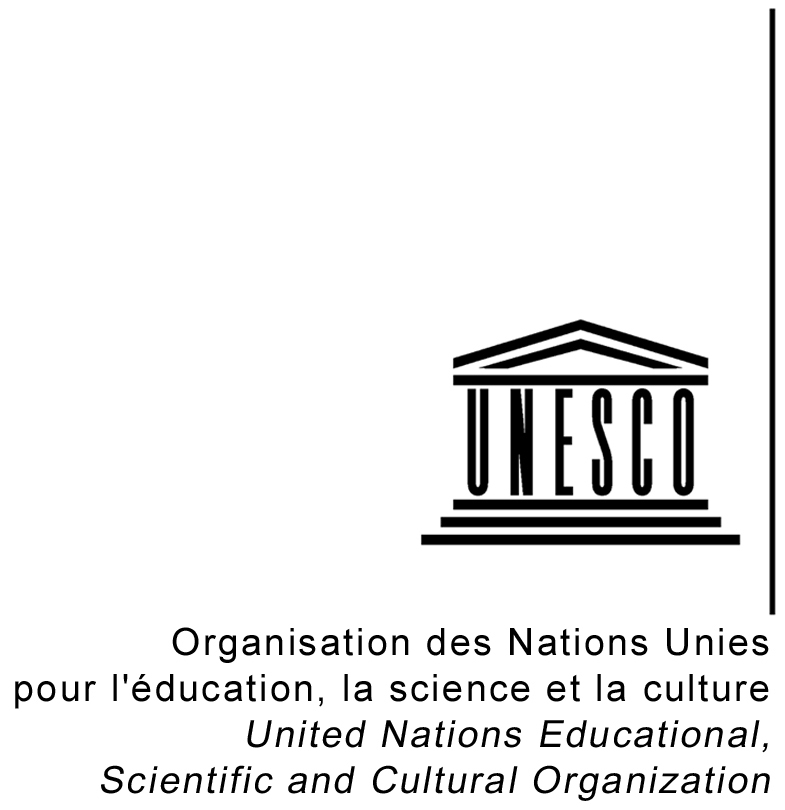 UNESCO
Organisation des Nations Unies
pour l'éducation, la science et la culture
United Nations Educational,
Scientific and Cultural Organization